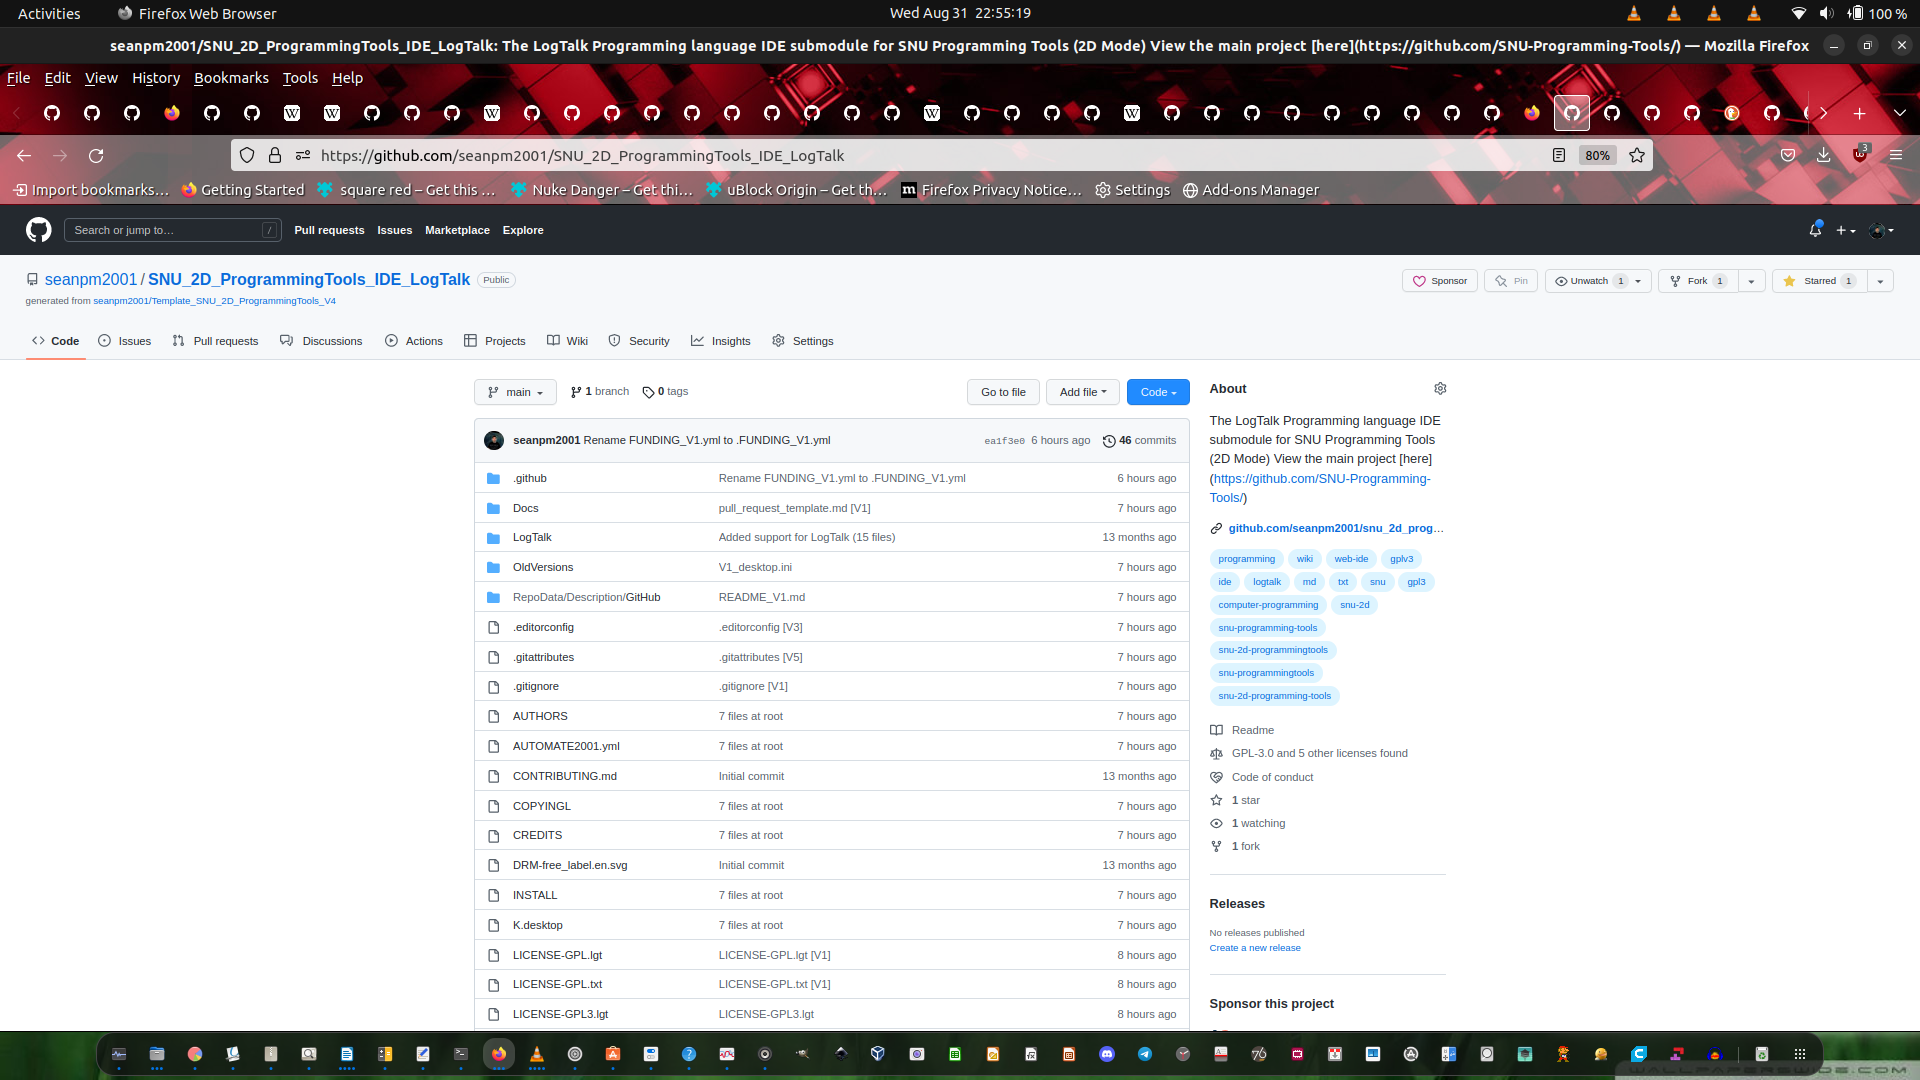 Activities
Firefox Web Browser
Wed Aug 31 22:55:19
100 %
seanpm2001/SNU_2D_ProgrammingTools_IDE_LogTalk: The LogTalk Programming language IDE submodule for SNU Programming Tools (2D Mode) View the main project [here](https://github.com/SNU-Programming-Tools/) — Mozilla Firefox
File Edit View History Bookmarks Tools Help
https://github.com/seanpm2001/SNU_2D_ProgrammingTools_IDE_LogTalk
80%
3
Import bookmarks… Getting Started square red – Get this … Nuke Danger – Get thi… uBlock Origin – Get th… Firefox Privacy Notice… Settings Add-ons Manager
Search or jump to… /
Pull requests Issues Marketplace Explore
seanpm2001 / SNU_2D_ProgrammingTools_IDE_LogTalk Public
generated from seanpm2001/Template_SNU_2D_ProgrammingTools_V4
Sponsor Pin Unwatch 1 Fork 1 Starred 1
Code Issues Pull requests Discussions Actions Projects Wiki Security Insights Settings
main 1 branch 0 tags Go to file Add file Code
seanpm2001 Rename FUNDING_V1.yml to .FUNDING_V1.yml ea1f3e0 6 hours ago 46 commits
.github Rename FUNDING_V1.yml to .FUNDING_V1.yml 6 hours ago
Docs pull_request_template.md [V1] 7 hours ago
LogTalk Added support for LogTalk (15 files) 13 months ago
OldVersions V1_desktop.ini 7 hours ago
RepoData/Description/GitHub README_V1.md 7 hours ago
.editorconfig .editorconfig [V3] 7 hours ago
.gitattributes .gitattributes [V5] 7 hours ago
.gitignore .gitignore [V1] 7 hours ago
AUTHORS 7 files at root 7 hours ago
AUTOMATE2001.yml 7 files at root 7 hours ago
CONTRIBUTING.md Initial commit 13 months ago
COPYINGL 7 files at root 7 hours ago
CREDITS 7 files at root 7 hours ago
DRM-free_label.en.svg Initial commit 13 months ago
INSTALL 7 files at root 7 hours ago
K.desktop 7 files at root 7 hours ago
LICENSE-GPL.lgt LICENSE-GPL.lgt [V1] 8 hours ago
LICENSE-GPL.txt LICENSE-GPL.txt [V1] 8 hours ago
LICENSE-GPL3.lgt LICENSE-GPL3.lgt 8 hours ago
About
The LogTalk Programming language IDE
submodule for SNU Programming Tools
(2D Mode) View the main project [here]
(https://github.com/SNU-Programming-
Tools/)
github.com/seanpm2001/snu_2d_prog…
programming wiki web-ide gplv3
ide logtalk md txt snu gpl3
computer-programming snu-2d
snu-programming-tools
snu-2d-programmingtools
snu-programmingtools
snu-2d-programming-tools
Readme
GPL-3.0 and 5 other licenses found
Code of conduct
1 star
1 watching
1 fork
Releases
No releases published
Create a new release
Sponsor this project
WALLPAPERSWIDE.COM